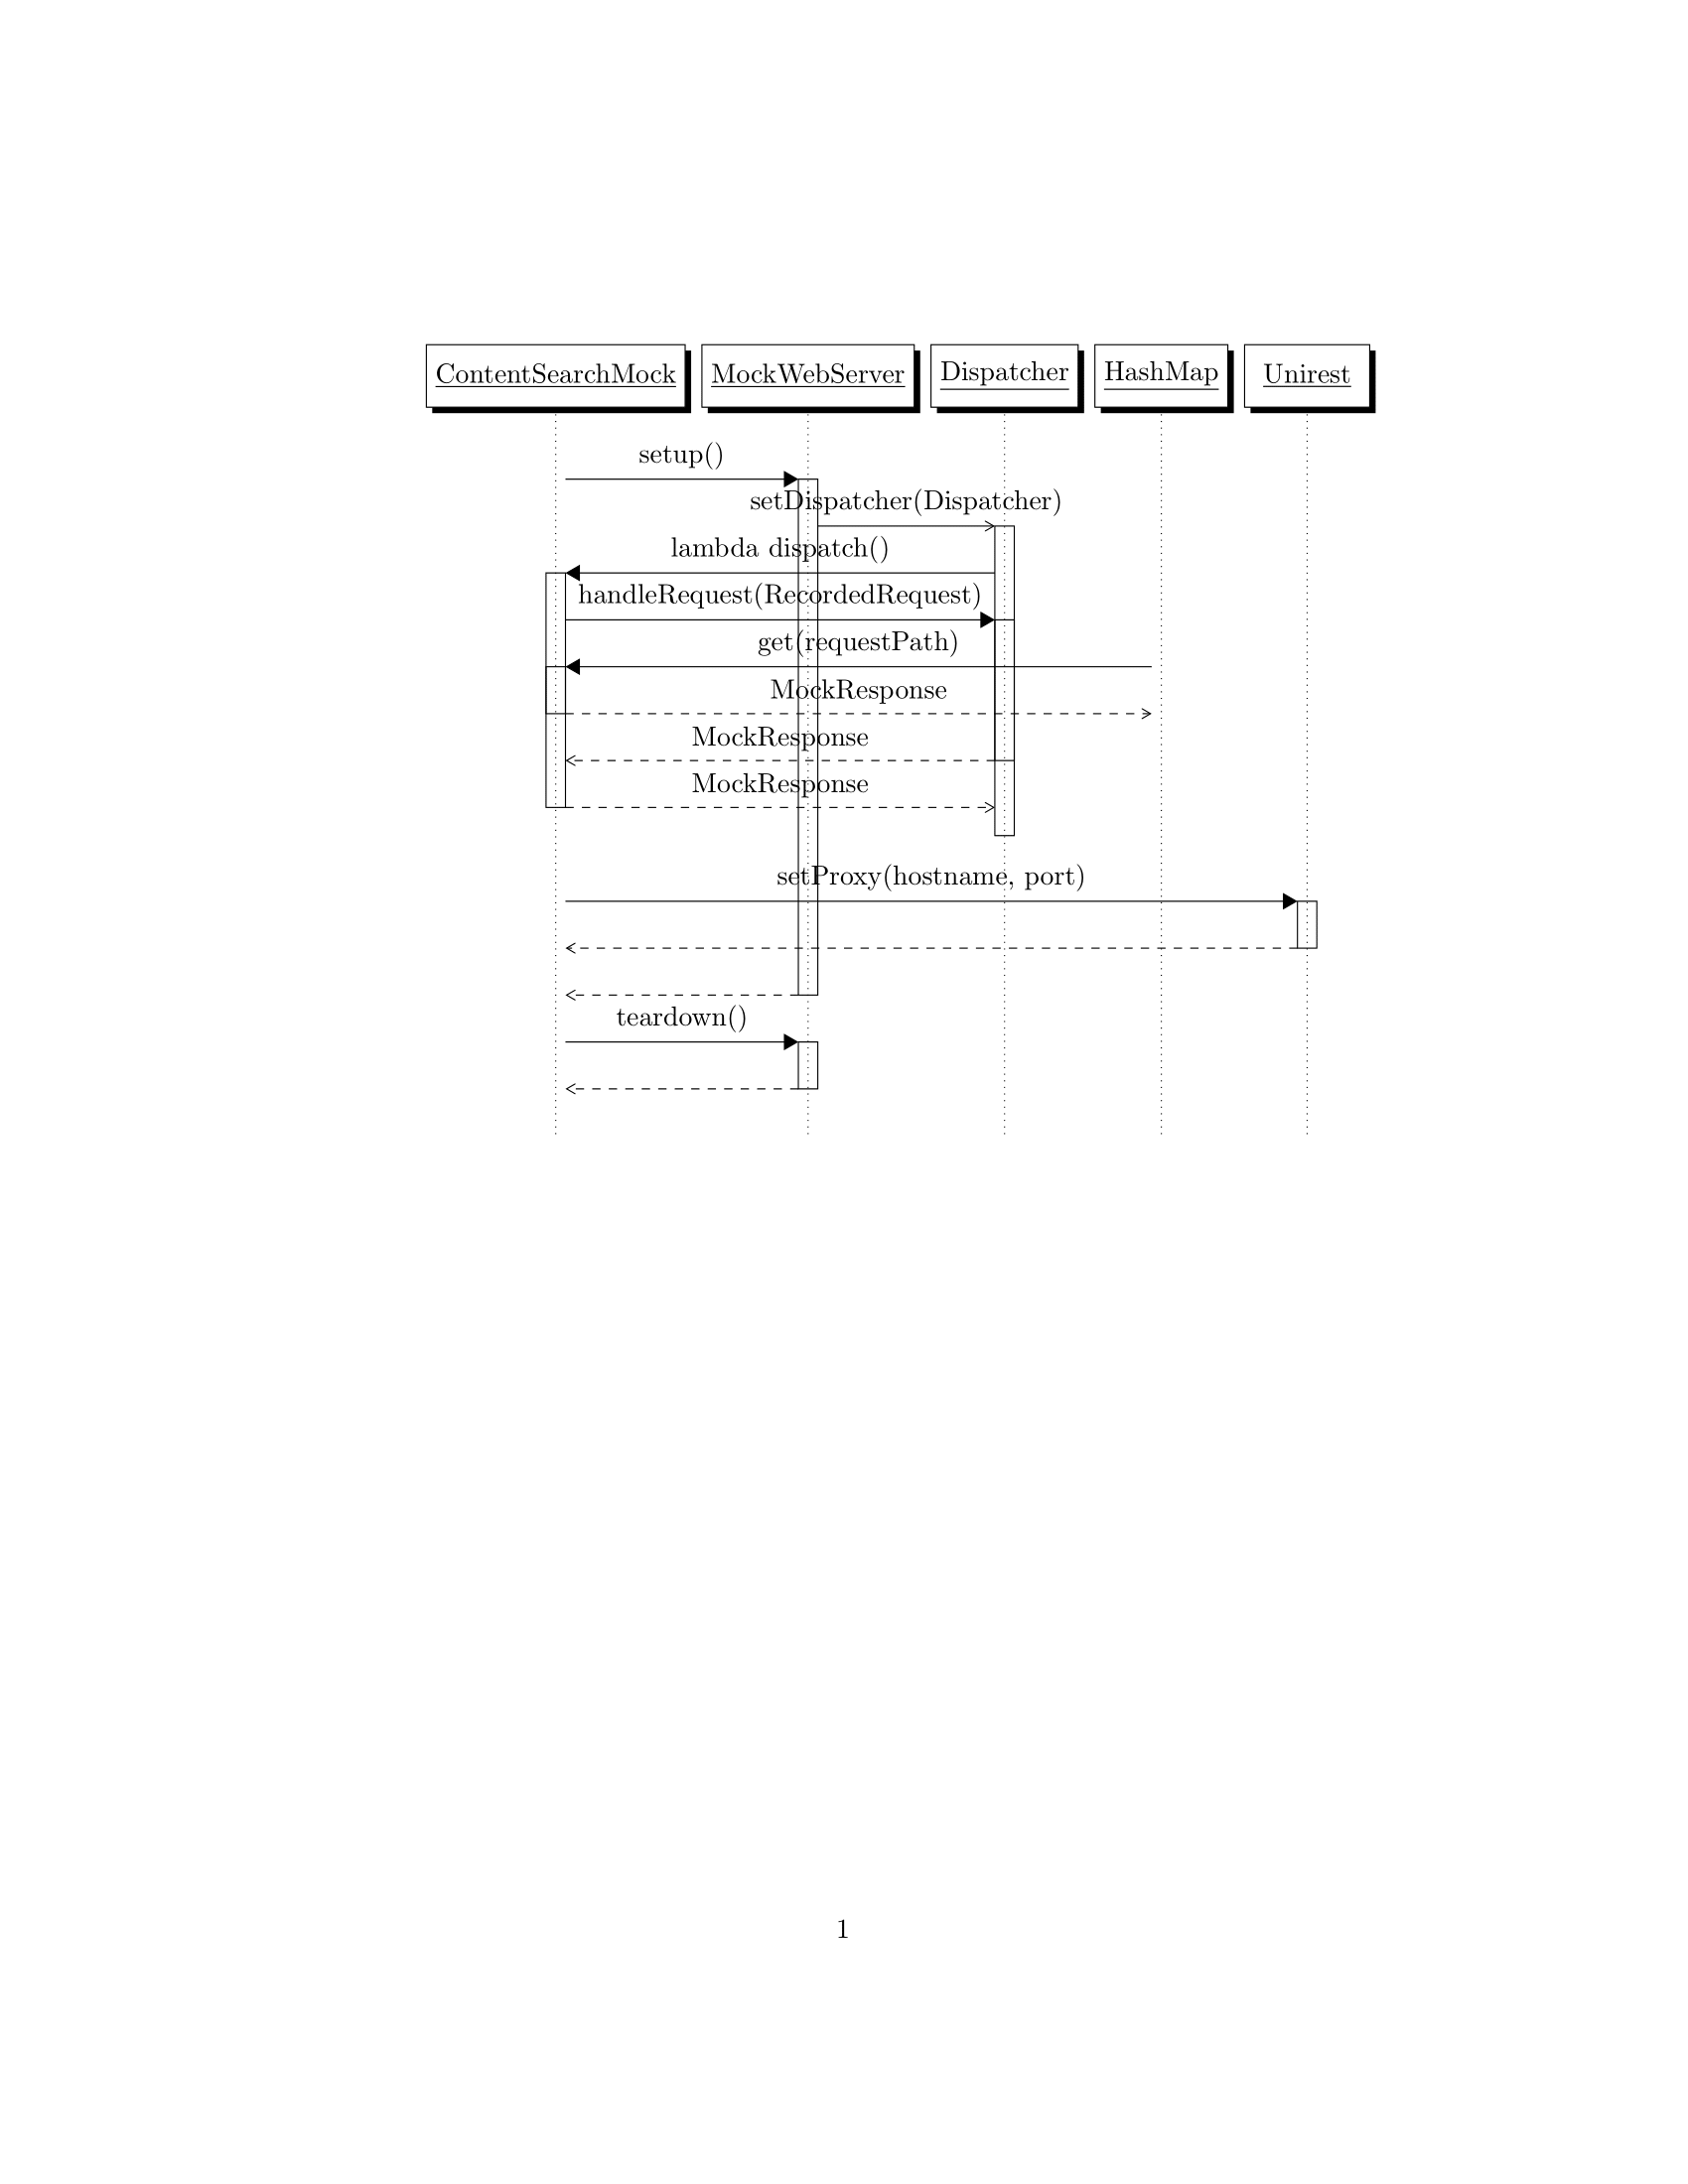 ContentSearchMock MockWebServer Dispatcher HashMap Unirest
setup()
setDispatcher(Dispatcher)
lambda dispatch()
handleRequest(RecordedRequest)
get(requestPath)
MockResponse
MockResponse
MockResponse
setProxy(hostname, port)
teardown()
1